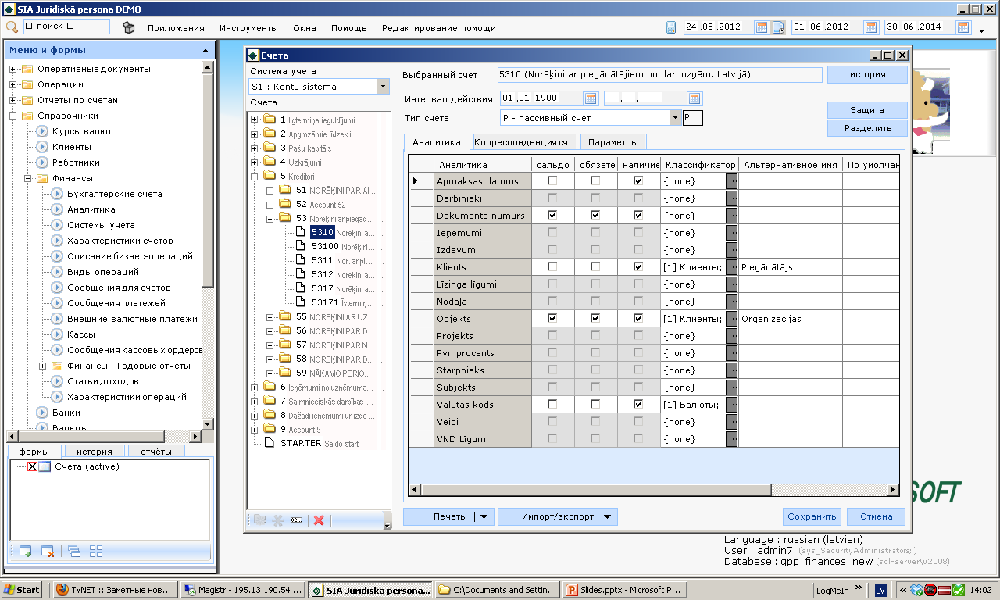 SIA Juridiskā persona DEMO
поиск
Приложения Инструменты Окна Помощь Редактирование помощи
24 ,08 ,2012 01 ,06 ,2012 30 ,06 ,2014
Меню и формы
Оперативные документы
Операции
Отчеты по счетам
Справочники
Курсы валют
Клиенты
Работники
Финансы
Бухгалтерские счета
Аналитика
Системы учета
Характеристики счетов
Описание бизнес-операций
Виды операций
Сообщения для счетов
Сообщения платежей
Внешние валютные платежи
Кассы
Сообщения кассовых ордеров
Финансы - Годовые отчёты
Статьи доходов
Характеристики операций
Банки
Валюты
формы история отчёты
Счета (active)
Счета
Система учета
S1 : Kontu sistēma
Счета
1 Ilgtermiņa ieguldījumi
2 Apgrozāmie līdzekļi
3 Pašu kapitāls
4 Uzkrājumi
5 Kreditori
51 NORĒĶINI PAR AI...
52 Account:52
53 Norēķini ar piegād...
5310 Norēķini a...
53100 Norēķini...
5311 Nor. ar pi...
5312 Norekini a...
5317 Norēķini a...
53171 Īstermiņ...
55 NORĒĶINI AR UZ...
56 NORĒĶINI PAR D...
57 NORĒĶINI PAR N...
58 NORĒĶINI PAR D...
59 NĀKAMO PERIO...
6 Ieņēmumi no uzņēmuma...
7 Saimnieciskās darbības i...
8 Dažādi ieņēmumi un izde...
9 Account:9
STARTER Saldo start
Выбранный счет 5310 (Norēķini ar piegādātājiem un darbuzņēm. Latvijā) история
Интервал действия 01 ,01 ,1900 , ,
Защита
Тип счета P - пассивный счет P
Разделить
Аналитика Корреспонденция сч... Параметры
Аналитика сальдо обязате наличие Классификатор Альтернативное имя По умолчан
Apmaksas datums {none} ...
Darbinieki {none} ...
Dokumenta numurs {none} ...
Ieņēmumi {none} ...
Izdevumi {none} ...
Klients [1] Клиенты; ... Piegādātājs
Līzinga līgumi {none} ...
Nodaļa {none} ...
Objekts [1] Клиенты; ... Organizācijas
Projekts {none} ...
Pvn procents {none} ...
Starpnieks {none} ...
Subjekts {none} ...
Valūtas kods [1] Валюты; ...
Veidi {none} ...
VND Līgumi {none} ...
Печать Импорт/экспорт Сохранить Отмена
SOFT
Language : russian (latvian)
User : admin7 (sys_SecurityAdministrators; )
Database : gpp_finances_new (sql-server\v2008)
Start TVNET :: Заметные нов... Magistr - 195.13.190.54 ... SIA Juridiskā persona... C:\Documents and Settin... Slides.pptx - Microsoft P... LogMeIn » LV « 14:02